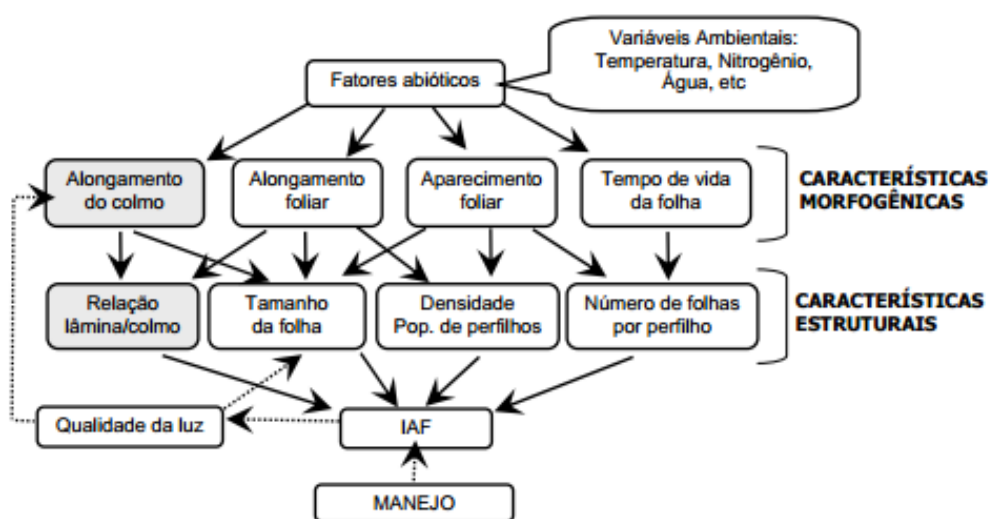 Variáveis Ambientais:
Temperatura, Nitrogênio,
Água, etc
Fatores abióticos
Alongamento
do colmo
Alongamento
foliar
Aparecimento
foliar
Tempo de vida
da folha
CARACTERÍSTICAS
MORFOGÊNICAS
Relação
lâmina/colmo
Tamanho
da folha
Densidade
Pop. de perfilhos
Número de folhas
por perfilho
CARACTERÍSTICAS
ESTRUTURAIS
Qualidade da luz
IAF
MANEJO